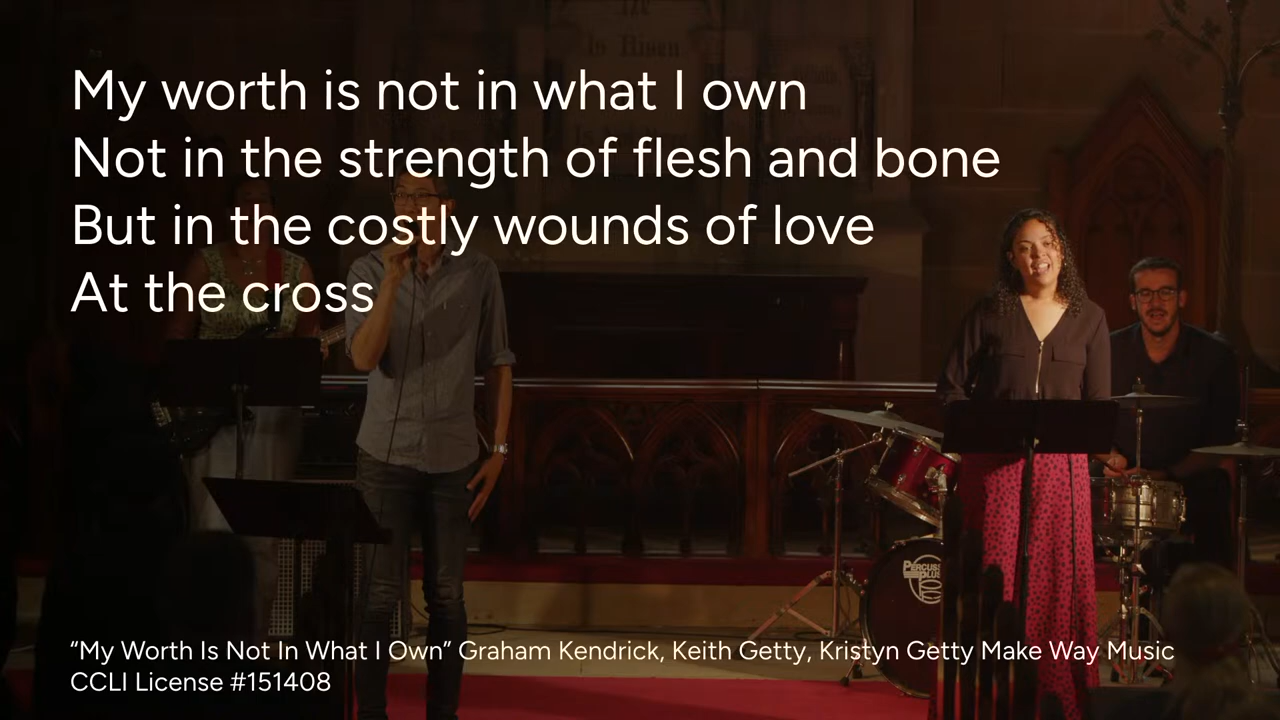 My worth is not in what I own
Not in the strength of flesh and bone
But in the costly wounds of love
At the cross
PERCUSS
PLUS
“My Worth Is Not In What I Own” Graham Kendrick, Keith Getty, Kristyn Getty Make Way Music
CCLI License #151408